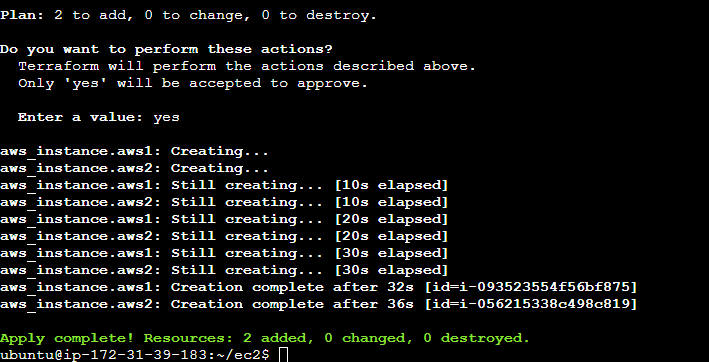 Plan: 2 to add, 0 to change, 0 to destroy.
Do you want to perform these actions?
Terraform will perform the actions described above.
Only 'yes' will be accepted to approve.
Enter a value: yes
aws_instance.aws1: Creating...
aws_instance.aws2: Creating...
aws_instance.aws1: Still creating... [10s elapsed]
aws_instance.aws2: Still creating... [10s elapsed]
aws_instance.aws1: Still creating... [20s elapsed]
aws_instance.aws2: Still creating... [20s elapsed]
aws_instance.aws1: Still creating... [30s elapsed]
aws_instance.aws2: Still creating... [30s elapsed]
aws_instance.aws1: Creation complete after 32s [id=i-093523554f56bf875]
aws_instance.aws2: Creation complete after 36s [id=i-056215338c498c819]
Apply complete! Resources: 2 added, 0 changed, 0 destroyed.
ubuntu@ip-172-31-39-183:~/ec2$